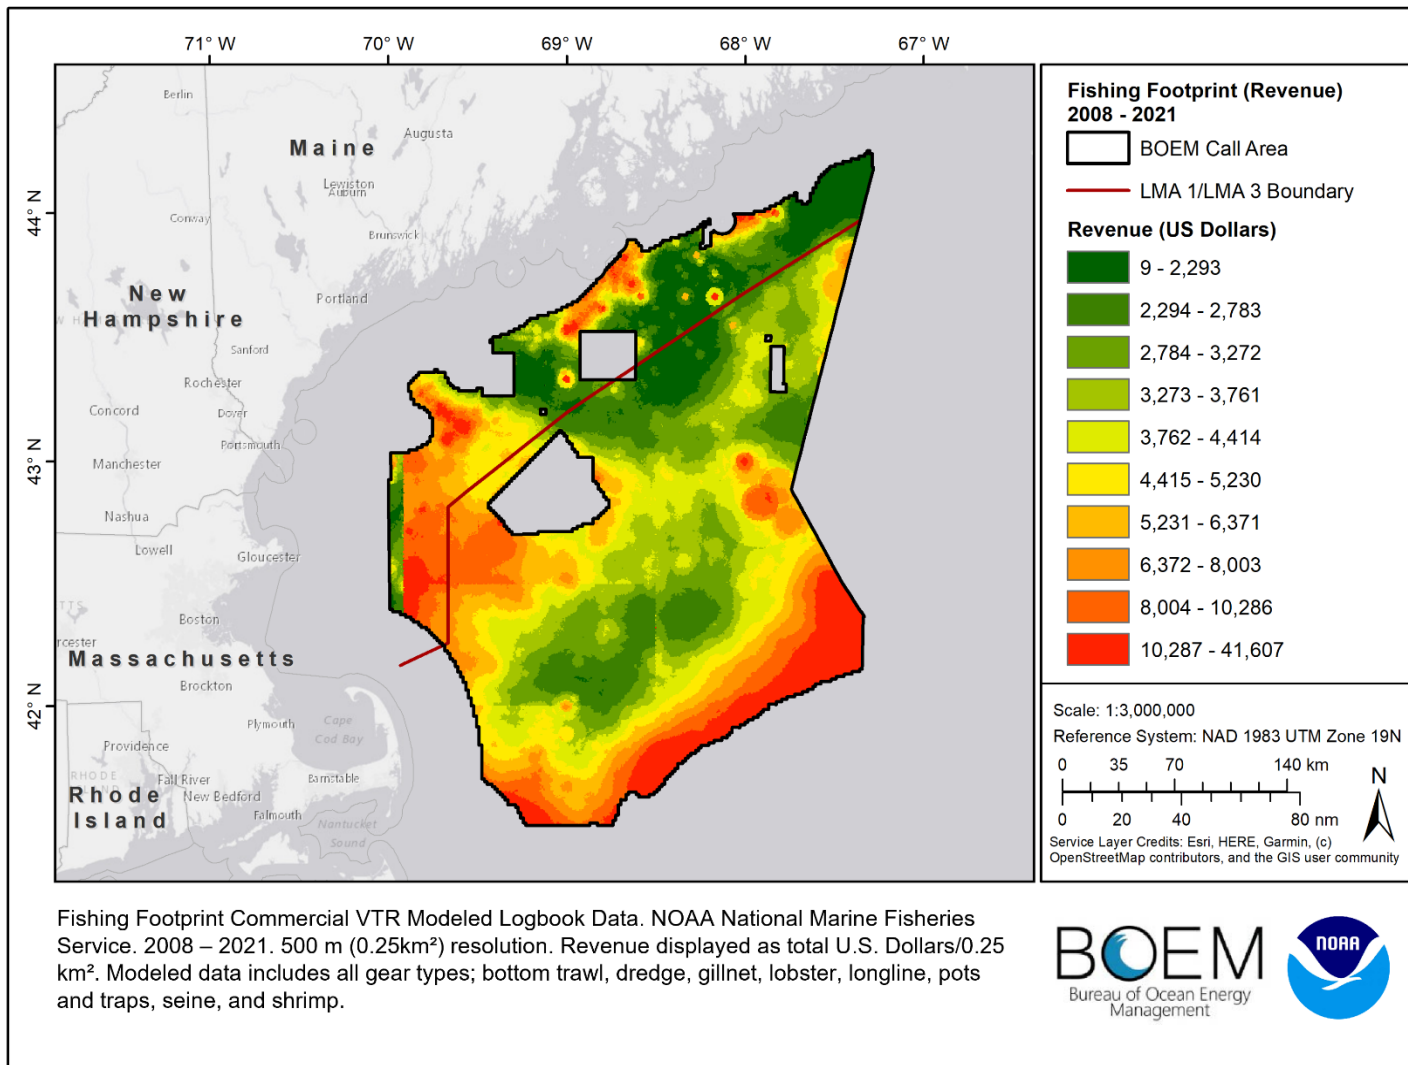 71° W
70° W
69° W
68° W
67° W
44° N
43° N
42° N
Berlin
Augusta
Maine
Lewiston
Auburn
Conway
Brunswick
New
Hampshire
Portland
Sanford
Rochester
Concord
Dover
Portsmouth
Manchester
Nashua
Lowell
Gloucester
Boston
Massachusetts
Brockton
Plymouth
Cape
Cod Bay
Providence
Barnstable
Fall River
New Bedford
Rhode
Island
Falmouth
Nantucket
Sound
Fishing Footprint (Revenue)
2008 - 2021
BOEM Call Area
LMA 1/LMA 3 Boundary
Revenue (US Dollars)
9 - 2,293
2,294 - 2,783
2,784 - 3,272
3,273 - 3,761
3,762 - 4,414
4,415 - 5,230
5,231 - 6,371
6,372 - 8,003
8,004 - 10,286
10,287 - 41,607
Scale: 1:3,000,000
Reference System: NAD 1983 UTM Zone 19N
0 35 70 140 km
N
0 20 40 80 nm
Service Layer Credits: Esri, HERE, Garmin, (c)
OpenStreetMap contributors, and the GIS user community
Fishing Footprint Commercial VTR Modeled Logbook Data. NOAA National Marine Fisheries
Service. 2008 – 2021. 500 m (0.25km²) resolution. Revenue displayed as total U.S. Dollars/0.25
km². Modeled data includes all gear types; bottom trawl, dredge, gillnet, lobster, longline, pots
and traps, seine, and shrimp.
BOEM
Bureau of Ocean Energy
Management
NOAA